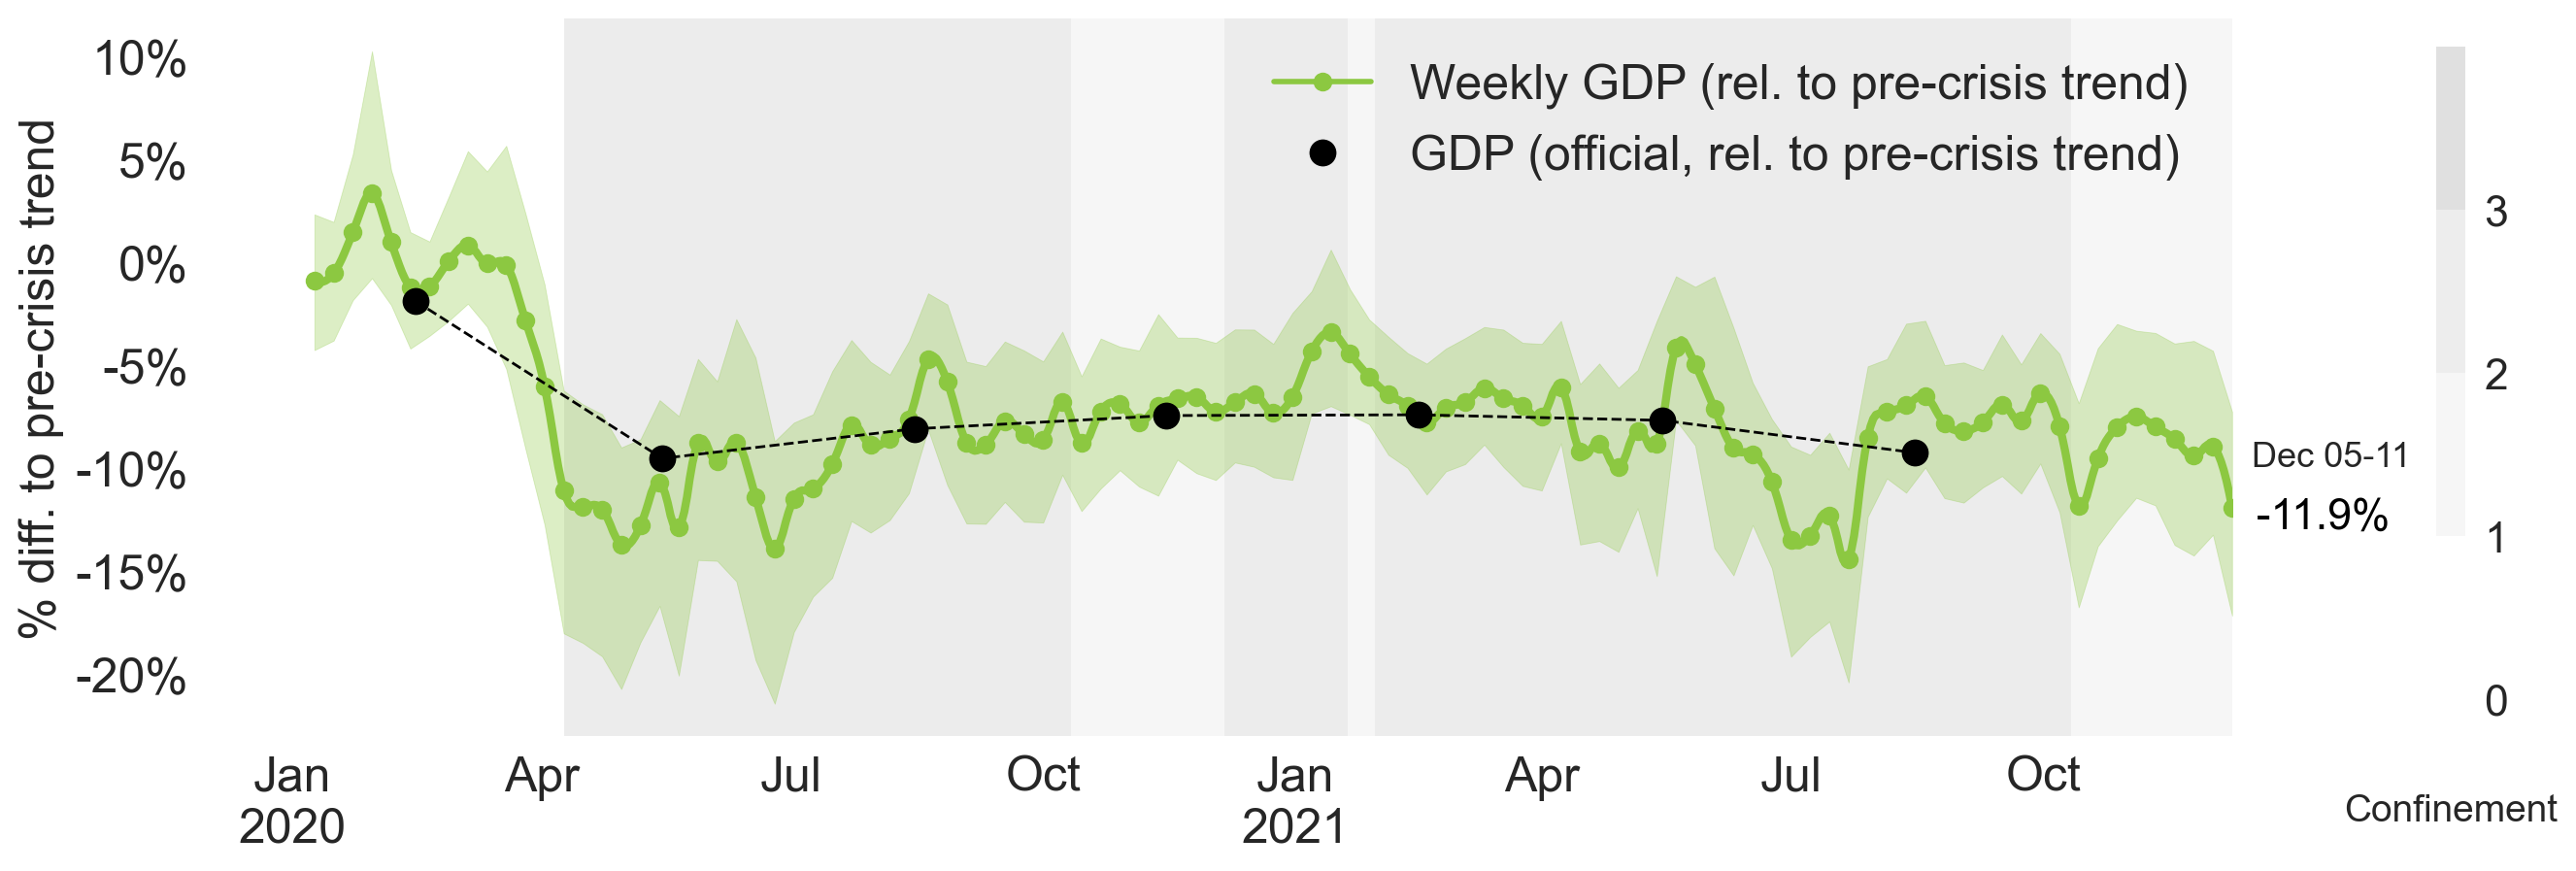 % diff. to pre-crisis trend
10%
5%
0%
-5%
-10%
-15%
-20%
Weekly GDP (rel. to pre-crisis trend)
GDP (official, rel. to pre-crisis trend)
Dec 05-11
-11.9%
3
2
1
0
Confinement
Jan Apr Jul Oct Jan Apr Jul Oct
2020 2021